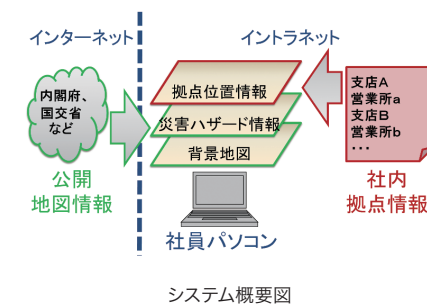 インターネット
イントラネット
内閣府、
国交省
など
拠点位置情報
災害ハザード情報
背景地図
支店A
営業所a
支店B
営業所b
・・・
公開
地図情報
社内
拠点情報
社員パソコン
システム概要図